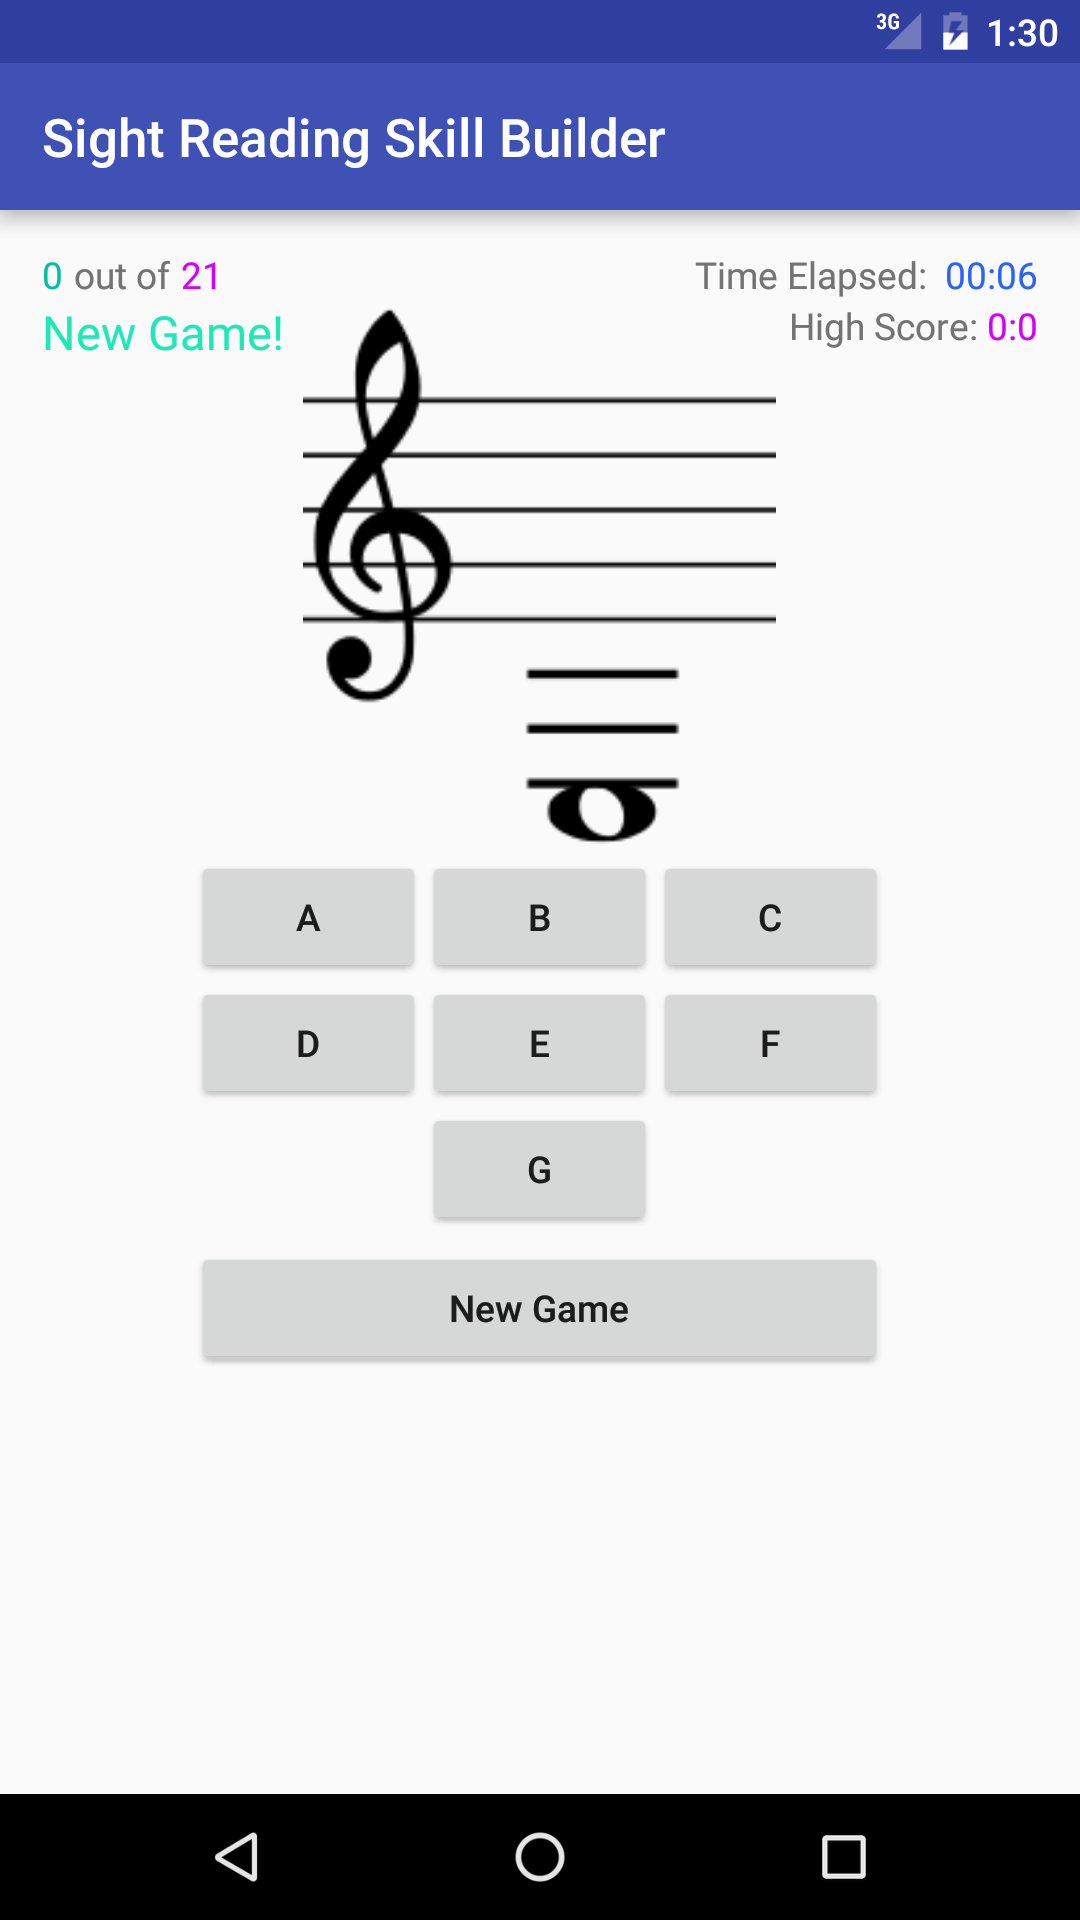 3G 1:30
Sight Reading Skill Builder
0 out of 21
Time Elapsed: 00:06
New Game!
High Score: 0:0
A B C
D E F
G
New Game